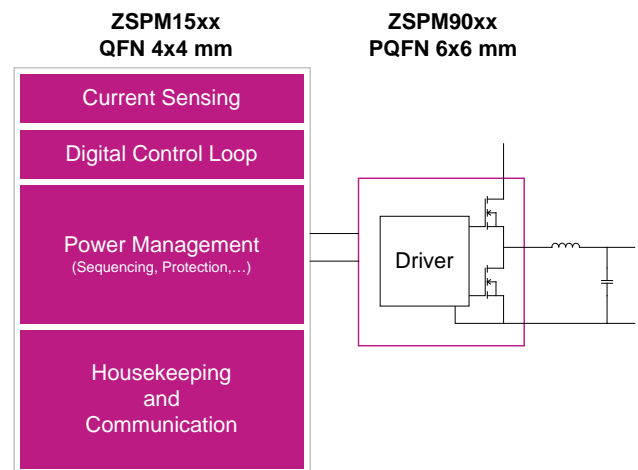 ZSPM15xx
QFN 4x4 mm
ZSPM90xx
PQFN 6x6 mm
Current Sensing
Digital Control Loop
Power Management
(Sequencing, Protection,…)
Housekeeping
and
Communication
Driver